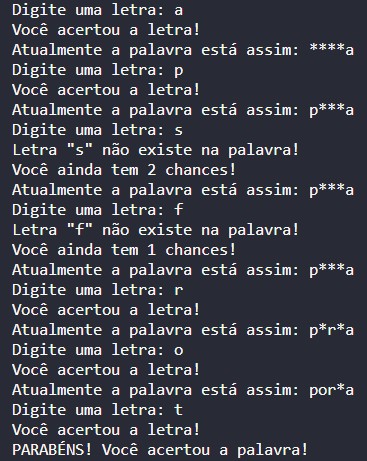 Digite uma letra: a
Você acertou a letra!
Atualmente a palavra está assim: ****a
Digite uma letra: p
Você acertou a letra!
Atualmente a palavra está assim: p***a
Digite uma letra: s
Letra "s" não existe na palavra!
Você ainda tem 2 chances!
Atualmente a palavra está assim: p***a
Digite uma letra: f
Letra "f" não existe na palavra!
Você ainda tem 1 chances!
Atualmente a palavra está assim: p***a
Digite uma letra: r
Você acertou a letra!
Atualmente a palavra está assim: p*r*a
Digite uma letra: o
Você acertou a letra!
Atualmente a palavra está assim: por*a
Digite uma letra: t
Você acertou a letra!
PARABÉNS! Você acertou a palavra!